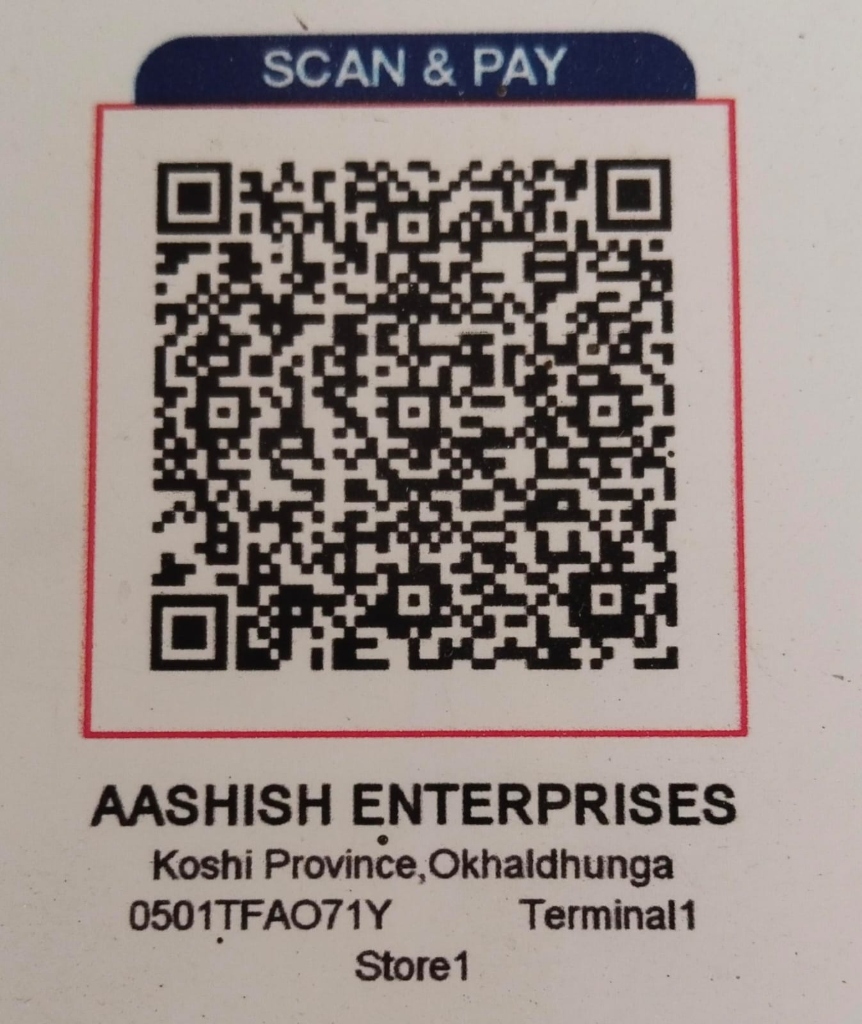 SCAN & PAY
AASHISH ENTERPRISES
Koshi Province,Okhaldhunga
0501TFAO71Y Terminal1
Store1